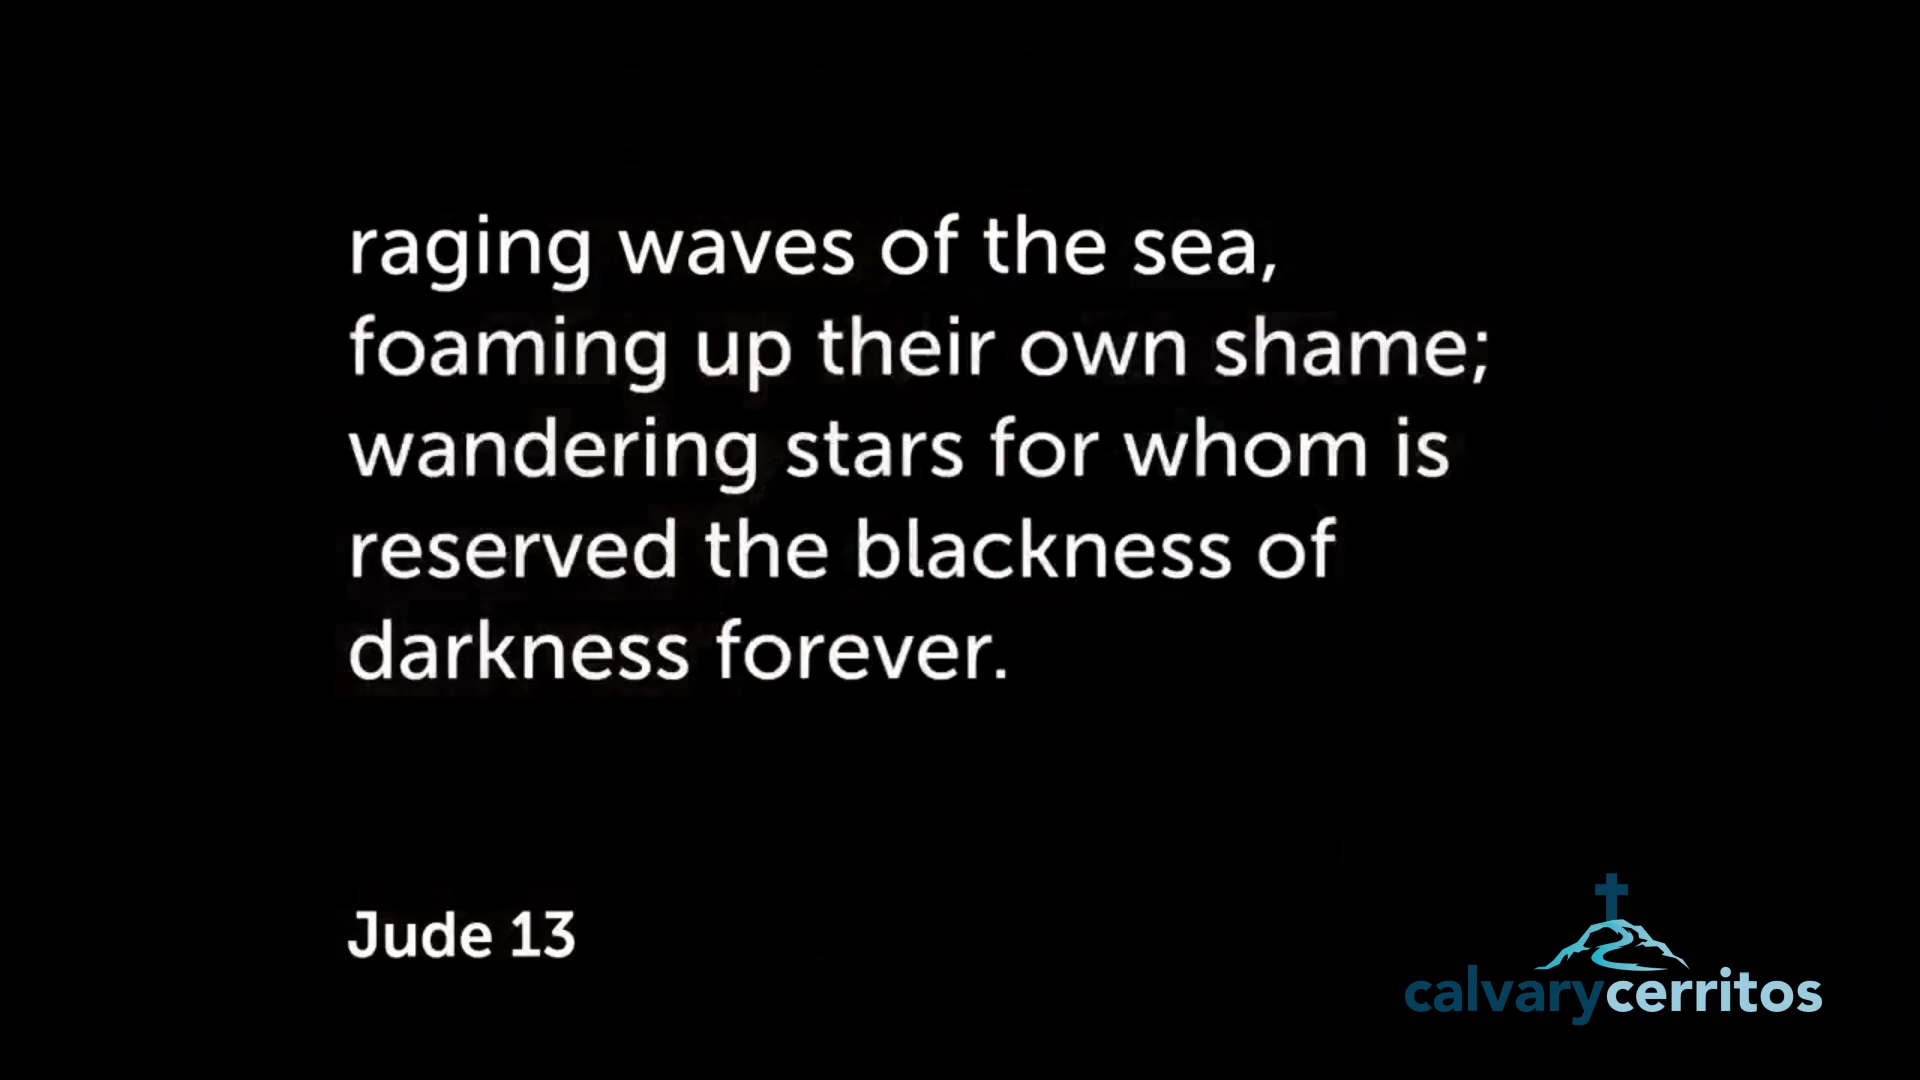 raging waves of the sea,
foaming up their own shame;
wandering stars for whom is
reserved the blackness of
darkness forever.
Jude 13
calvarycerritos